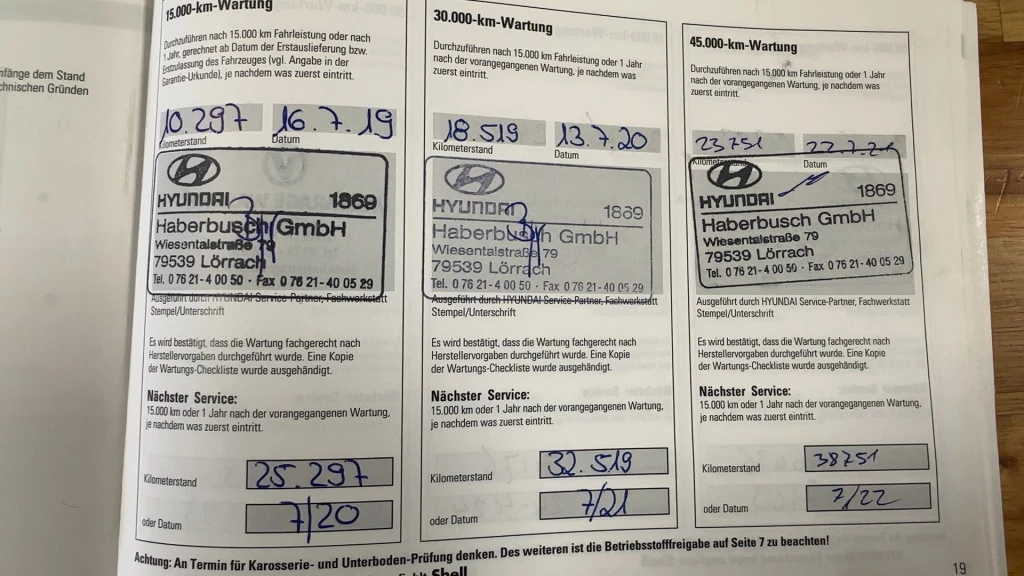 nfänge dem Stand
chnischen Gründen
15.000-km-Wartung
Durchzuführen nach 15.000 km Fahrleistung oder nach
1 Jahr, gerechnet ab Datum der Erstauslieferung bzw.
Erstzulassung des Fahrzeuges (vgl. Angabe in der
Garantie-Urkunde), je nachdem was zuerst eintritt.
10.297 16.7.19
Kilometerstand Datum
HYUNDAI 1869
Haberbusch GmbH
Wiesentalstraße 79
79539 Lörrach
Tel. 0 76 21-4 00 50 · Fax 0 76 21-40 05 29
Ausgeführt durch HYUNDAI Service-Partner, Fachwerkstatt
Stempel/Unterschrift
Es wird bestätigt, dass die Wartung fachgerecht nach
Herstellervorgaben durchgeführt wurde. Eine Kopie
der Wartungs-Checkliste wurde ausgehändigt.
Nächster Service:
15.000 km oder 1 Jahr nach der vorangegangenen Wartung,
je nachdem was zuerst eintritt.
Kilometerstand 25.297
oder Datum 7/20
30.000-km-Wartung
Durchzuführen nach 15.000 km Fahrleistung oder 1 Jahr
nach der vorangegangenen Wartung, je nachdem was
zuerst eintritt.
18.519 13.7.20
Kilometerstand Datum
HYUNDAI 1869
Haberbusch GmbH
Wiesentalstraße 79
79539 Lörrach
Tel. 0 76 21-4 00 50 · Fax 0 76 21-40 05 29
Ausgeführt durch HYUNDAI Service-Partner, Fachwerkstatt
Stempel/Unterschrift
Es wird bestätigt, dass die Wartung fachgerecht nach
Herstellervorgaben durchgeführt wurde. Eine Kopie
der Wartungs-Checkliste wurde ausgehändigt.
Nächster Service:
15.000 km oder 1 Jahr nach der vorangegangenen Wartung,
je nachdem was zuerst eintritt.
Kilometerstand 32.519
oder Datum 7/21
45.000-km-Wartung
Durchzuführen nach 15.000 km Fahrleistung oder 1 Jahr
nach der vorangegangenen Wartung, je nachdem was
zuerst eintritt.
23751 22.7.21
Kilometerstand Datum
HYUNDAI 1869
Haberbusch GmbH
Wiesentalstraße 79
79539 Lörrach
Tel. 0 76 21-4 00 50 · Fax 0 76 21-40 05 29
Ausgeführt durch HYUNDAI Service-Partner, Fachwerkstatt
Stempel/Unterschrift
Es wird bestätigt, dass die Wartung fachgerecht nach
Herstellervorgaben durchgeführt wurde. Eine Kopie
der Wartungs-Checkliste wurde ausgehändigt.
Nächster Service:
15.000 km oder 1 Jahr nach der vorangegangenen Wartung,
je nachdem was zuerst eintritt.
Kilometerstand 38751
oder Datum 7/22
Achtung: An Termin für Karosserie- und Unterboden-Prüfung denken. Des weiteren ist die Betriebsstofffreigabe auf Seite 7 zu beachten!
Shell
19